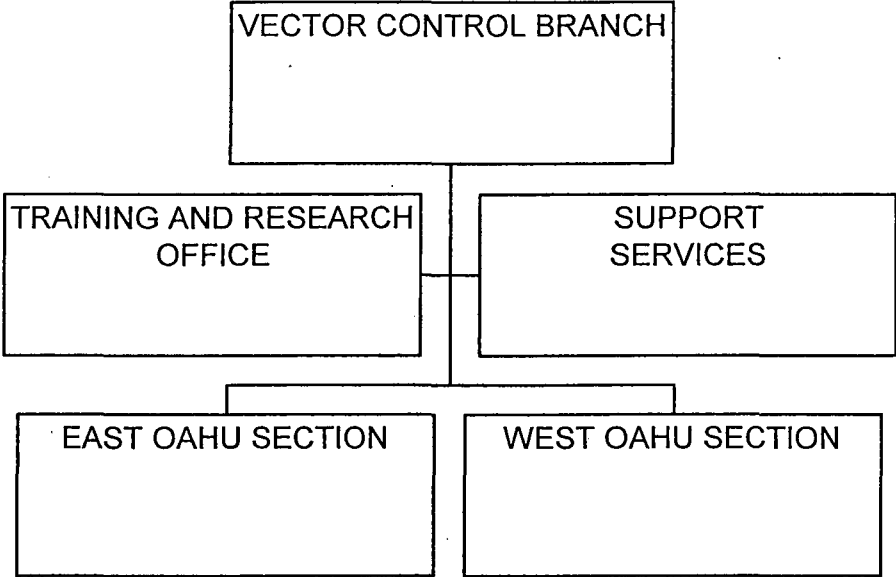 VECTOR CONTROL BRANCH
TRAINING AND RESEARCH
OFFICE
SUPPORT
SERVICES
EAST OAHU SECTION
WEST OAHU SECTION